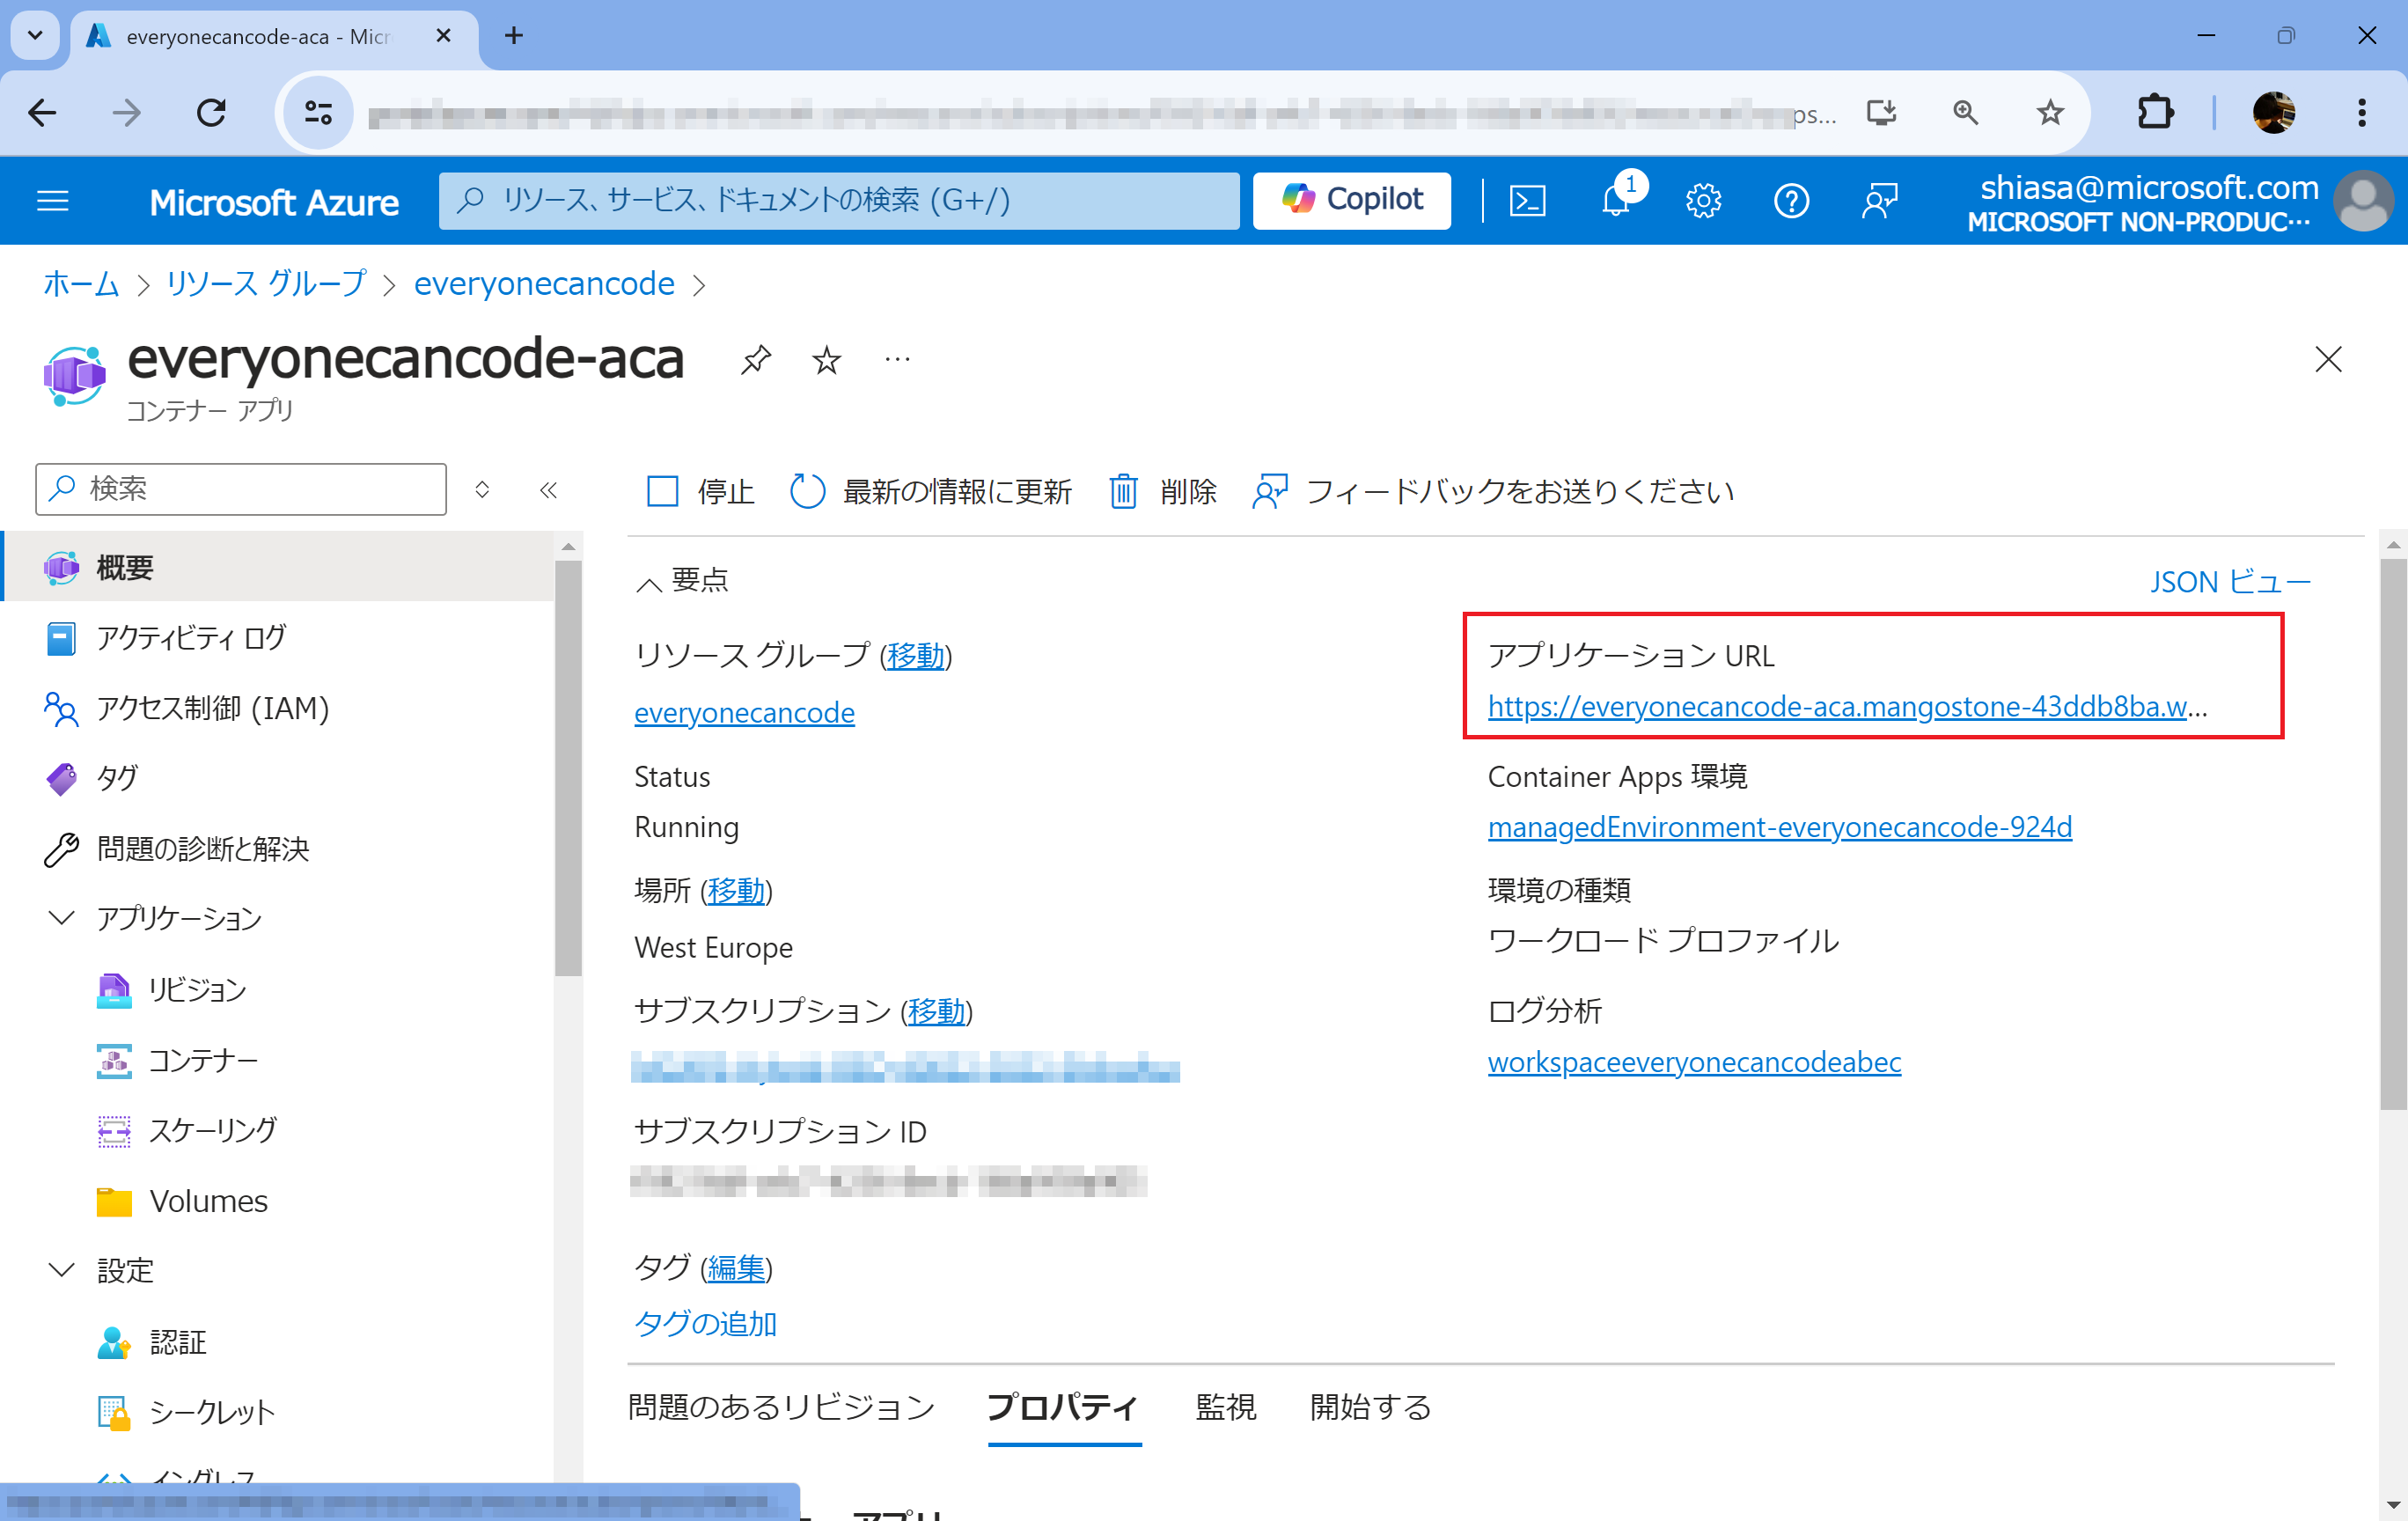 everyonecancode-aca - Micr
ps...
Microsoft Azure
リソース、サービス、ドキュメントの検索 (G+/)
Copilot
1
shiasa@microsoft.com
MICROSOFT NON-PRODUC...
ホーム > リソース グループ > everyonecancode >
everyonecancode-aca
コンテナー アプリ
検索
停止
最新の情報に更新
削除
フィードバックをお送りください
概要
アクティビティ ログ
アクセス制御 (IAM)
タグ
問題の診断と解決
アプリケーション
リビジョン
コンテナー
スケーリング
Volumes
設定
認証
シークレット
イングレス
要点
JSON ビュー
リソース グループ (移動)
everyonecancode
Status
Running
場所 (移動)
West Europe
サブスクリプション (移動)
サブスクリプション ID
タグ (編集)
タグの追加
アプリケーション URL
https://everyonecancode-aca.mangostone-43ddb8ba.w...
Container Apps 環境
managedEnvironment-everyonecancode-924d
環境の種類
ワークロード プロファイル
ログ分析
workspaceeveryonecancodeabec
問題のあるリビジョン
プロパティ
監視
開始する
アプリ